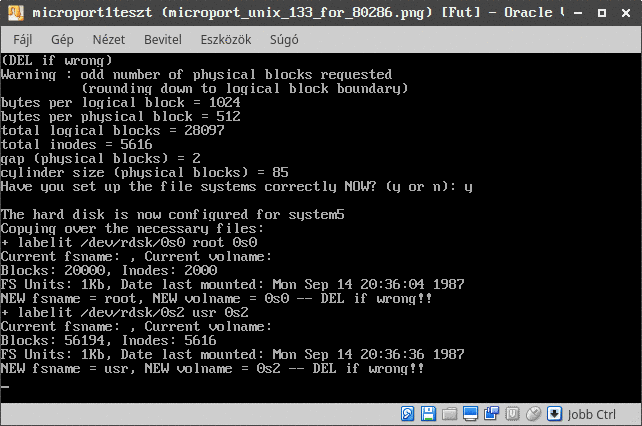 microport1teszt (microport_unix_133_for_80286.png) [Fut] - Oracle
Fájl Gép Nézet Bevitel Eszközök Súgó
(DEL if wrong)
Warning : odd number of physical blocks requested
(rounding down to logical block boundary)
bytes per logical block = 1024
bytes per physical block = 512
total logical blocks = 28097
total inodes = 5616
gap (physical blocks) = 2
cylinder size (physical blocks) = 85
Have you set up the file systems correctly NOW? (y or n): y
The hard disk is now configured for system5
Copying over the necessary files:
+ labelit /dev/rdsk/0s0 root 0s0
Current fsname: , Current volname:
Blocks: 20000, Inodes: 2000
FS Units: 1Kb, Date last mounted: Mon Sep 14 20:36:04 1987
NEW fsname = root, NEW volname = 0s0 -- DEL if wrong!!
+ labelit /dev/rdsk/0s2 usr 0s2
Current fsname: , Current volname:
Blocks: 56194, Inodes: 5616
FS Units: 1Kb, Date last mounted: Mon Sep 14 20:36:36 1987
NEW fsname = usr, NEW volname = 0s2 -- DEL if wrong!!
_
Jobb Ctrl